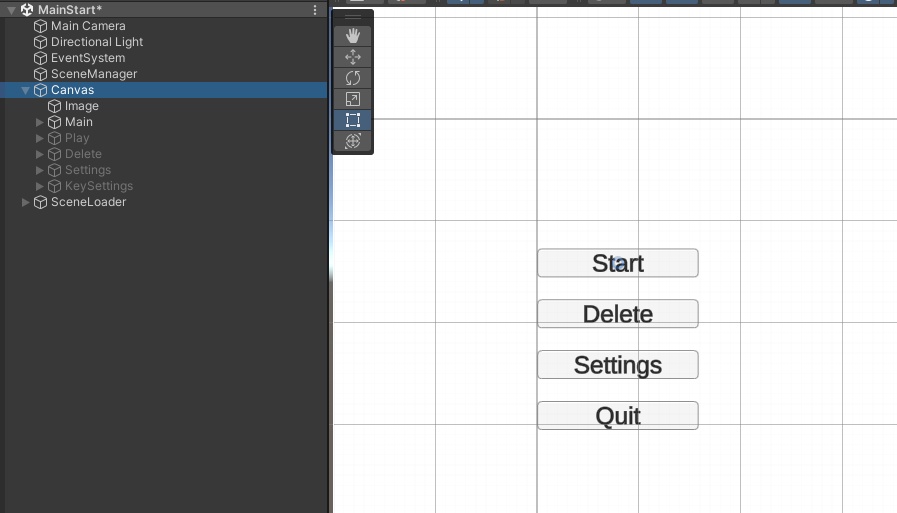 MainStart*
Main Camera
Directional Light
EventSystem
SceneManager
Canvas
Image
Main
Play
Delete
Settings
KeySettings
SceneLoader
Start
Delete
Settings
Quit